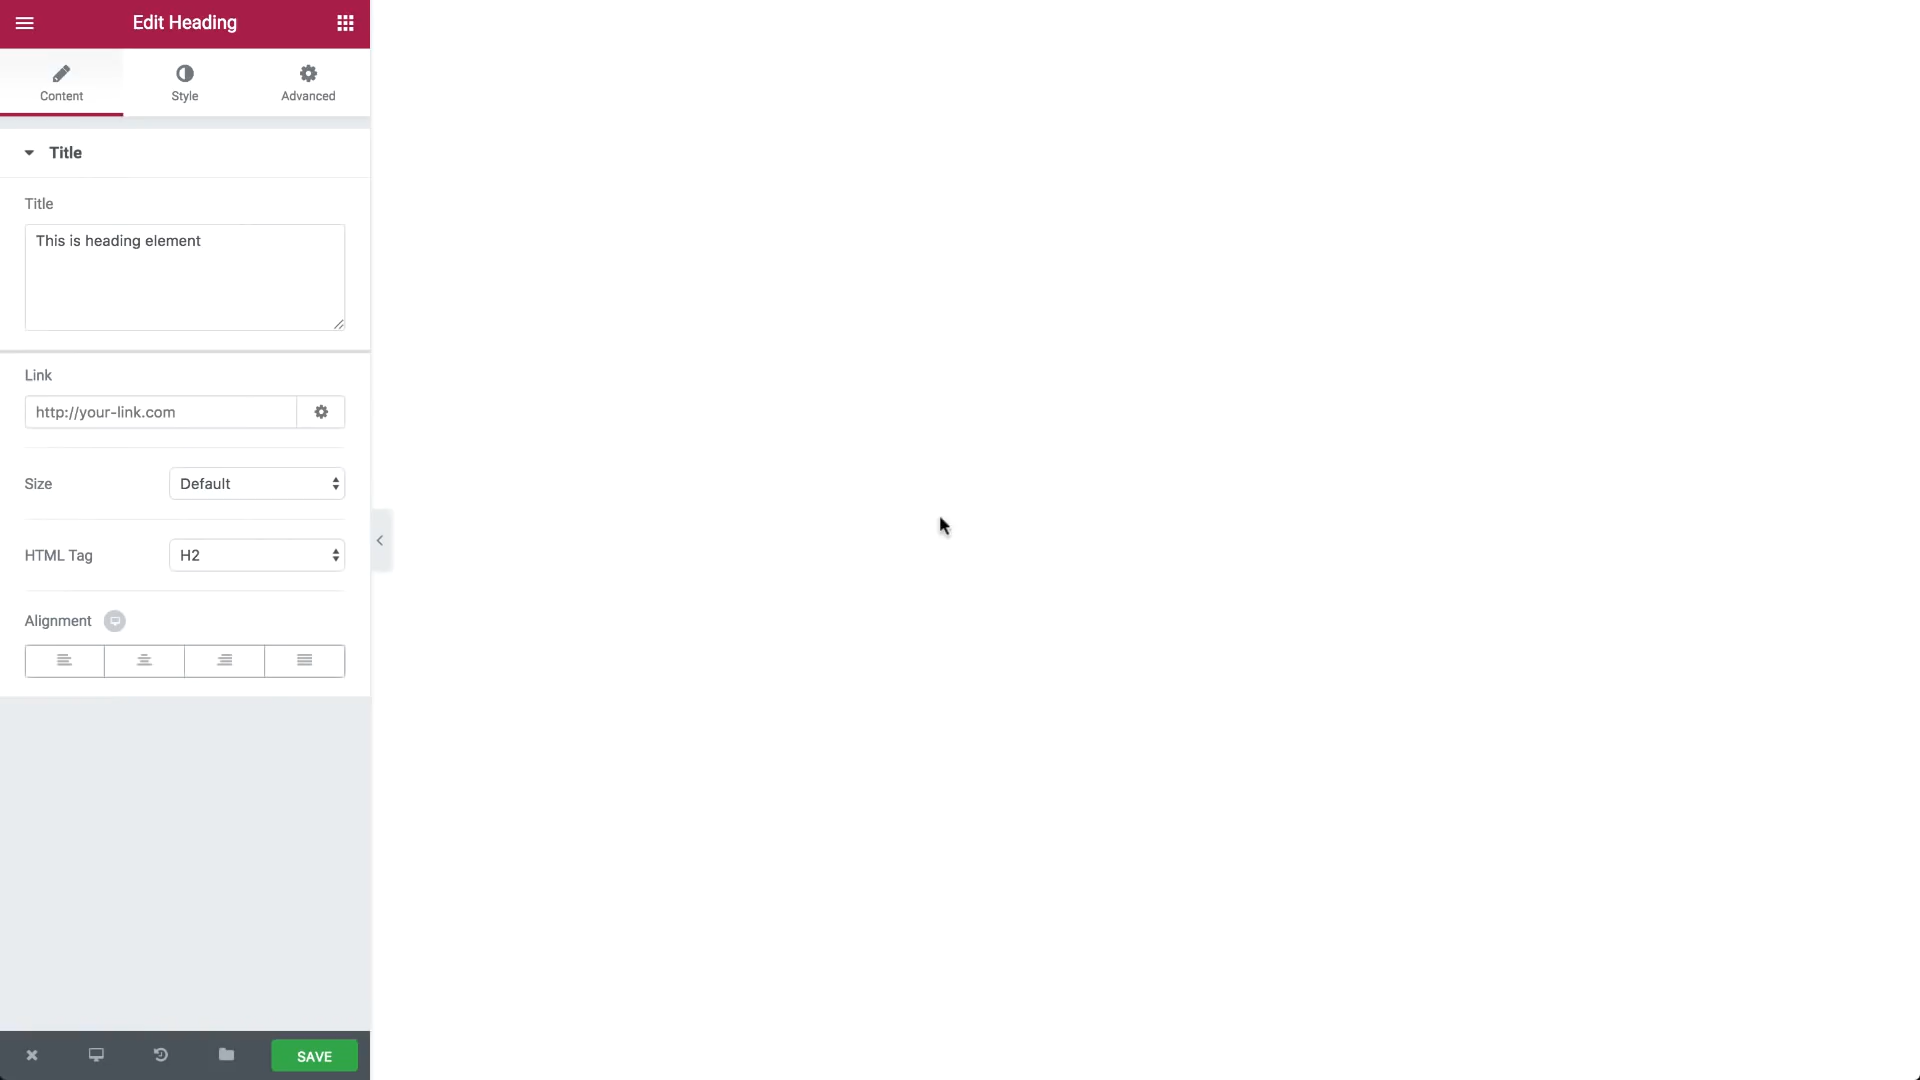 Edit Heading
Content
Style
Advanced
Title
Title
This is heading element
Link
http://your-link.com
Size
Default
HTML Tag
H2
Alignment
SAVE